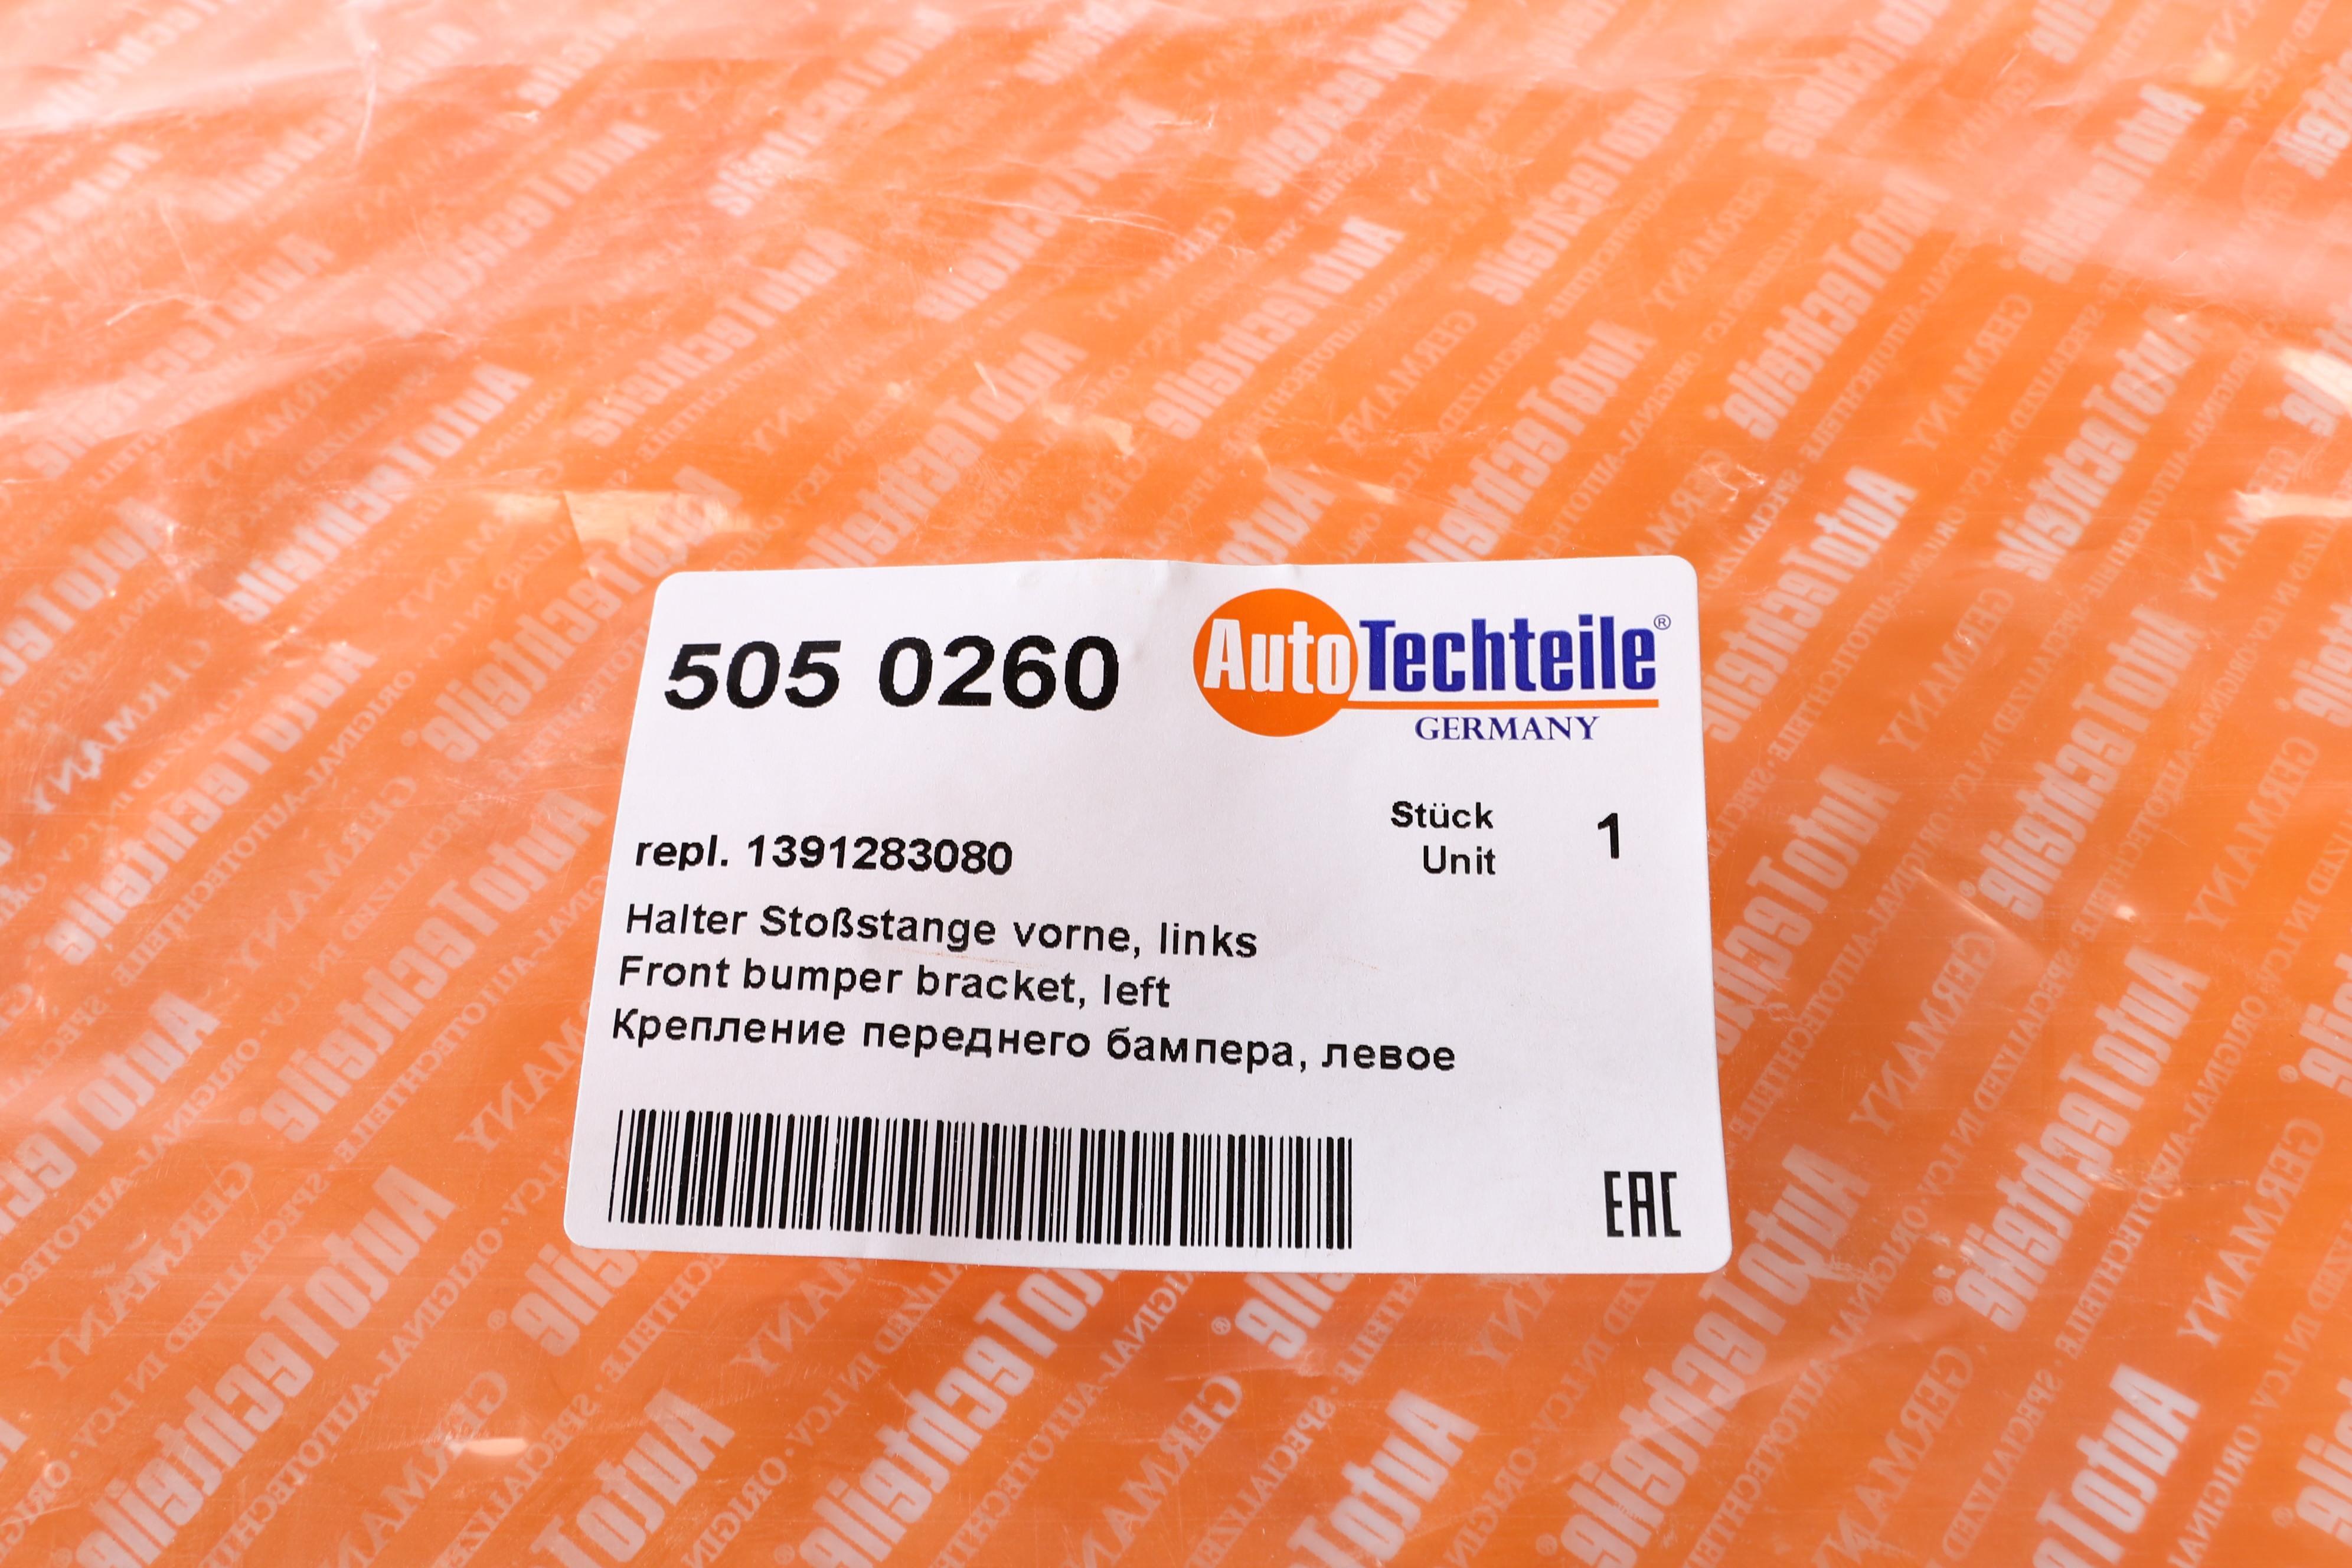 505 0260
AutoTechteile®
GERMANY
Stück 1
Unit
repl. 1391283080
Halter Stoßstange vorne, links
Front bumper bracket, left
Крепление переднего бампера, левое
EAC